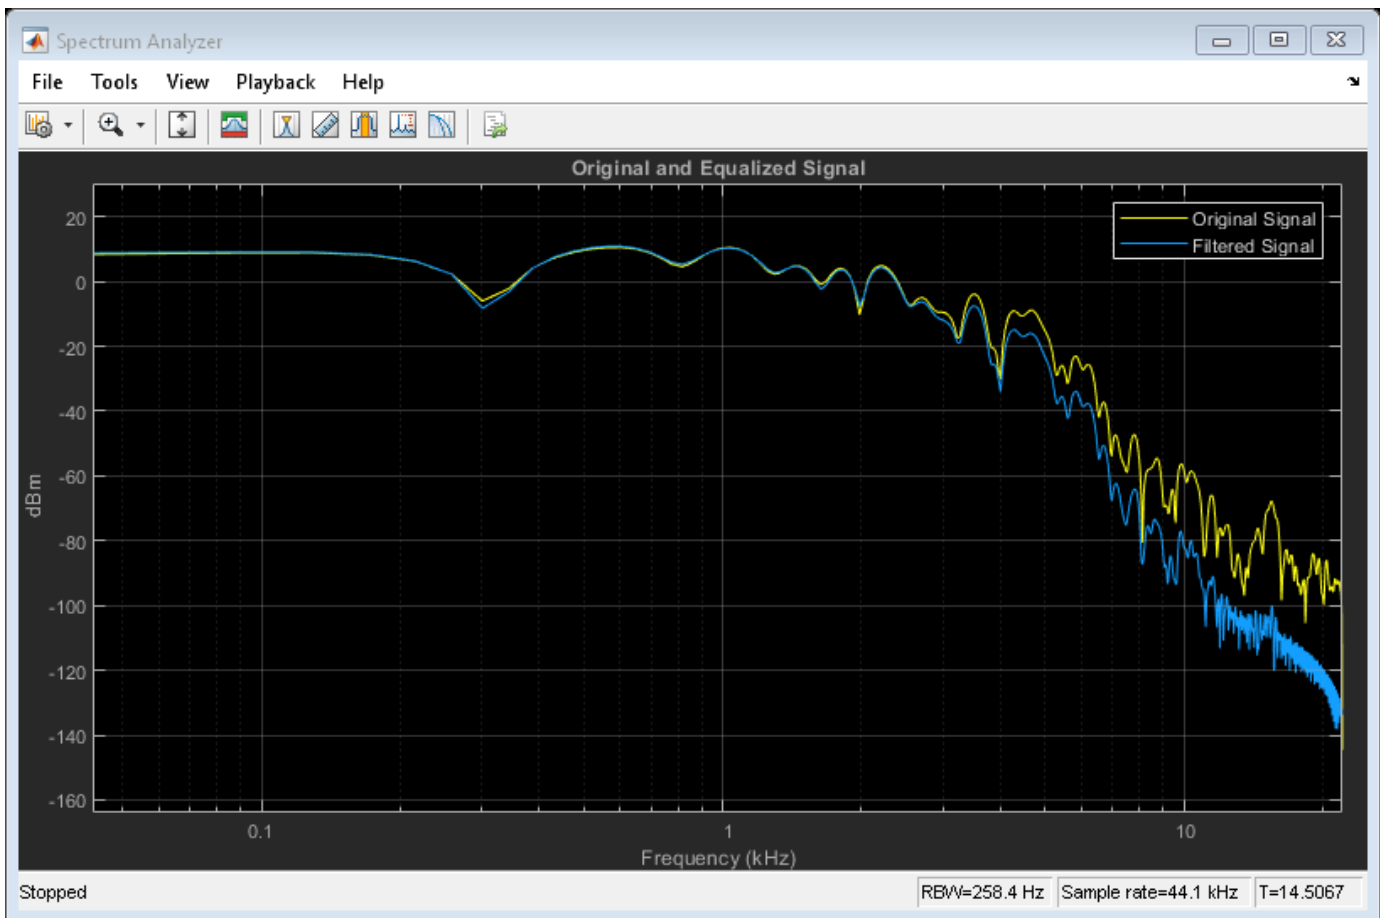 Spectrum Analyzer
File Tools View Playback Help
Original and Equalized Signal
Original Signal
Filtered Signal
20
0
-20
-40
-60
-80
-100
-120
-140
-160
dBm
0.1 1 10
Frequency (kHz)
Stopped RBW=258.4 Hz Sample rate=44.1 kHz T=14.5067